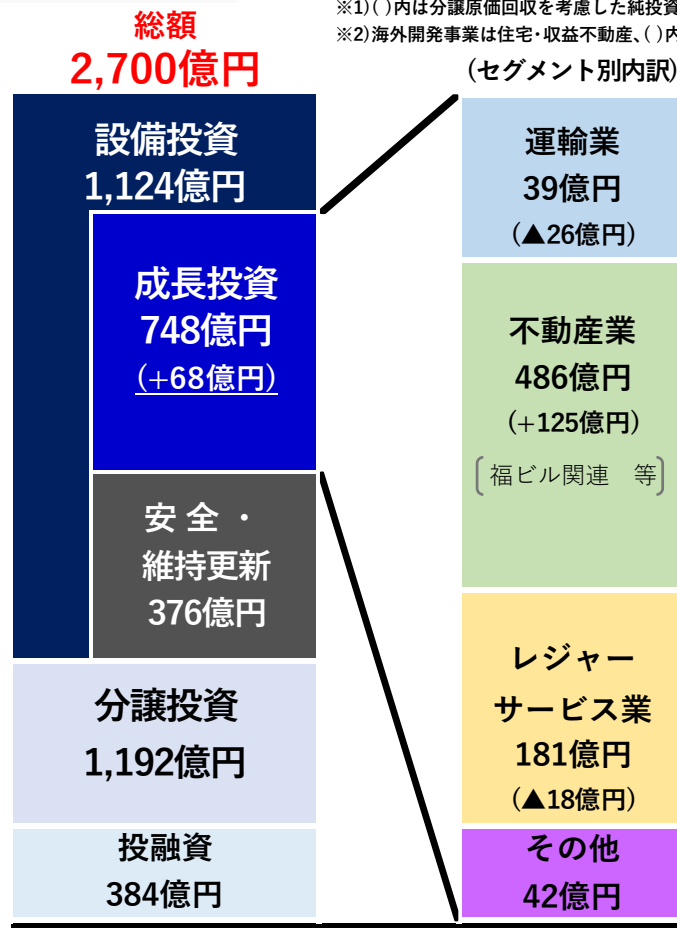 ※1)( )内は分譲原価回収を考慮した純投資
※2)海外開発事業は住宅・収益不動産、( )内
総額
2,700億円
(セグメント別内訳)
設備投資
1,124億円
成長投資
748億円
(+68億円)
安全・
維持更新
376億円
分譲投資
1,192億円
投融資
384億円
運輸業
39億円
(▲26億円)
不動産業
486億円
(+125億円)
[福ビル関連 等]
レジャー
サービス業
181億円
(▲18億円)
その他
42億円